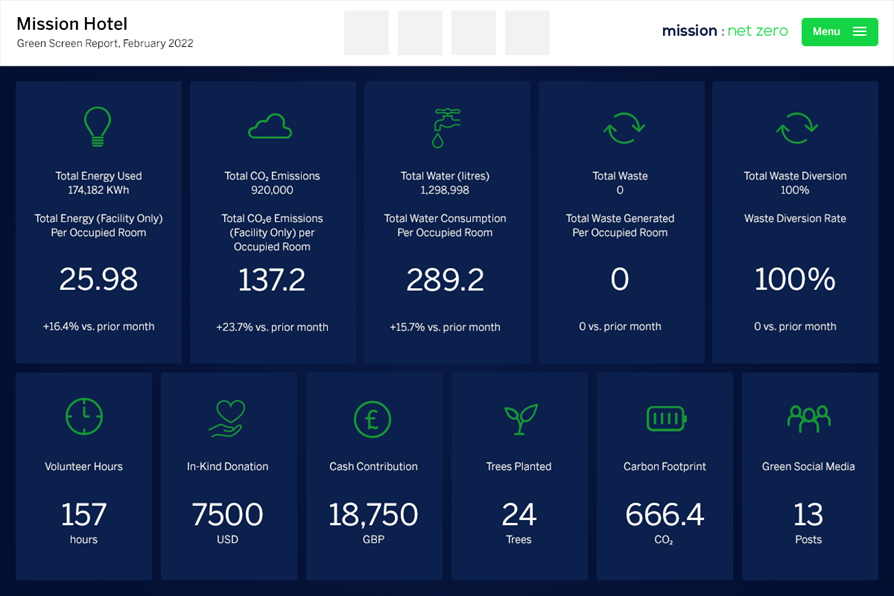 Mission Hotel
Green Screen Report, February 2022
mission : net zero
Menu
Total Energy Used
174,182 KWh
Total Energy (Facility Only)
Per Occupied Room
25.98
+16.4% vs. prior month
Total CO₂ Emissions
920,000
Total CO₂e Emissions
(Facility Only) per
Occupied Room
137.2
+23.7% vs. prior month
Total Water (litres)
1,298,998
Total Water Consumption
Per Occupied Room
289.2
+15.7% vs. prior month
Total Waste
0
Total Waste Generated
Per Occupied Room
0
0 vs. prior month
Total Waste Diversion
100%
Waste Diversion Rate
100%
0 vs. prior month
Volunteer Hours
157
hours
In-Kind Donation
7500
USD
£
Cash Contribution
18,750
GBP
Trees Planted
24
Trees
Carbon Footprint
666.4
CO₂
Green Social Media
13
Posts